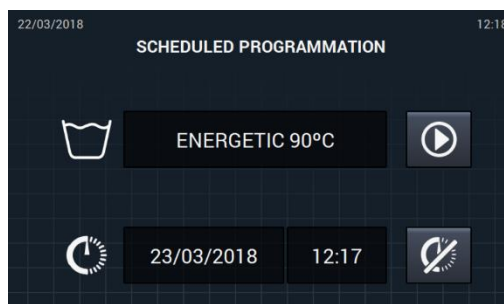 22/03/2018 12:18
SCHEDULED PROGRAMMATION
ENERGETIC 90ºC
23/03/2018 12:17